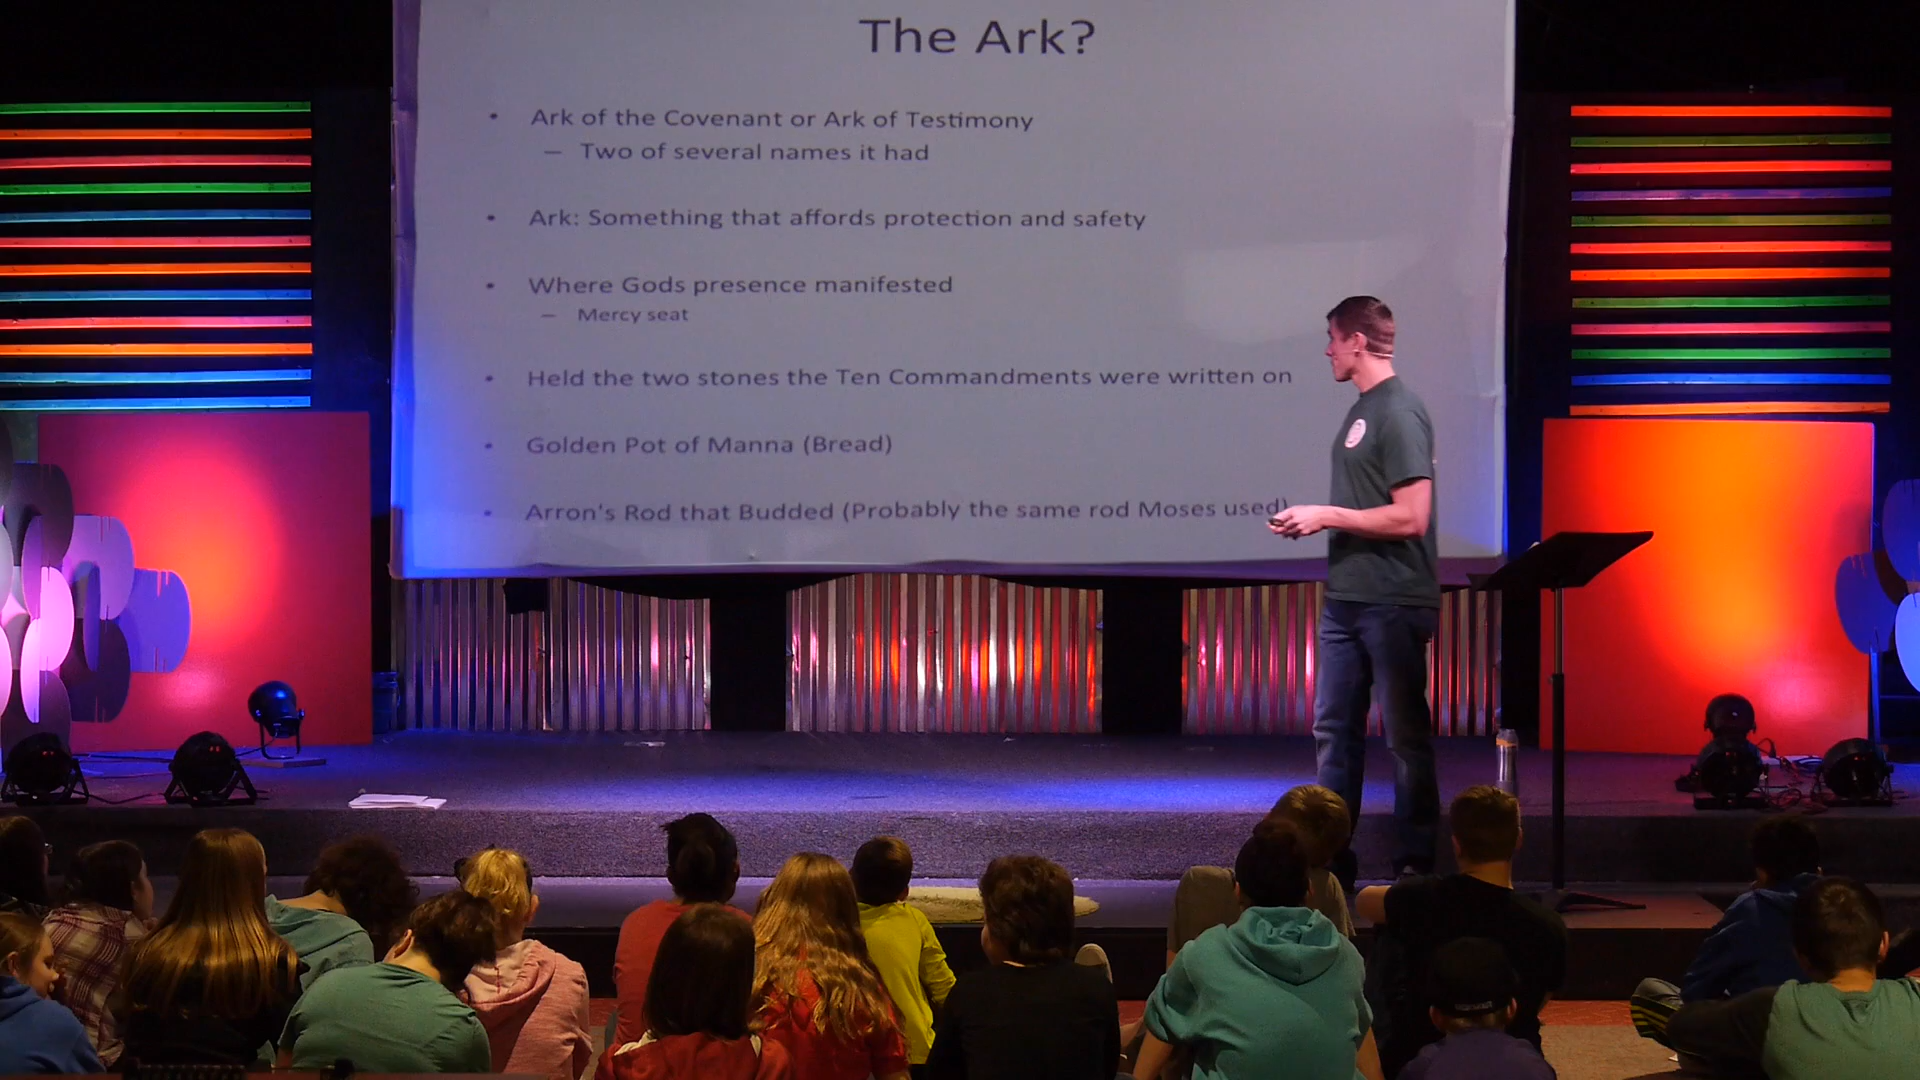 The Ark?
• Ark of the Covenant or Ark of Testimony
– Two of several names it had
• Ark: Something that affords protection and safety
• Where Gods presence manifested
– Mercy seat
• Held the two stones the Ten Commandments were written on
• Golden Pot of Manna (Bread)
• Arron's Rod that Budded (Probably the same rod Moses used)